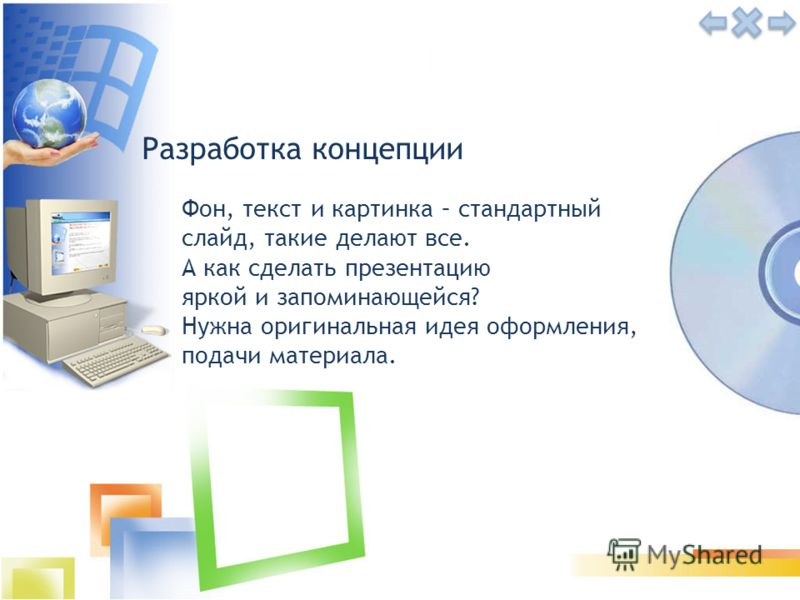 Разработка концепции
Фон, текст и картинка – стандартный
слайд, такие делают все.
А как сделать презентацию
яркой и запоминающейся?
Нужна оригинальная идея оформления,
подачи материала.
MyShared